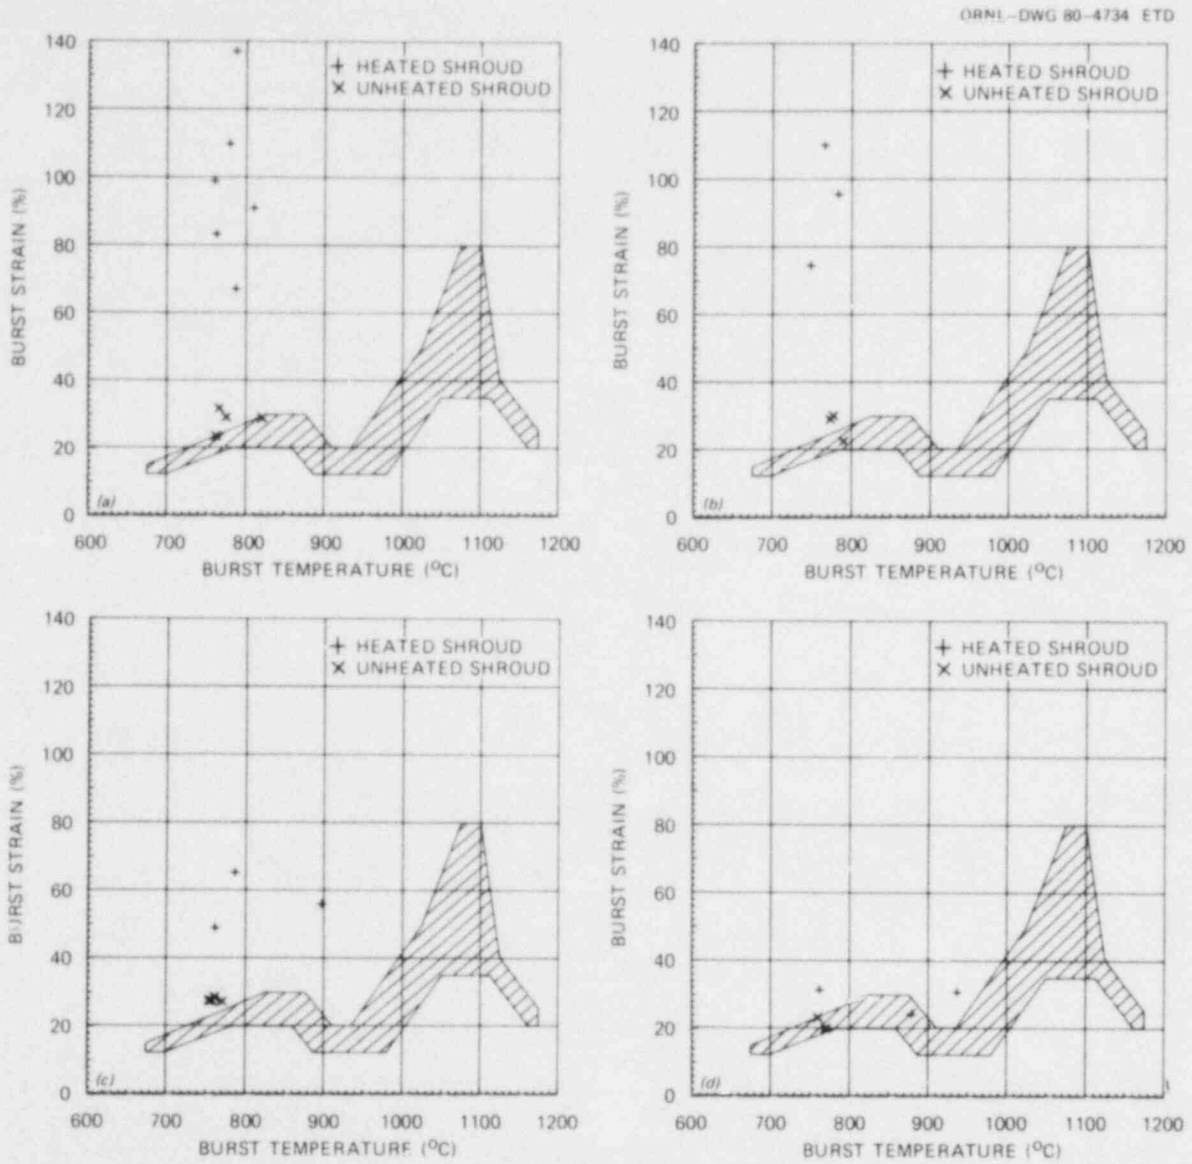 ORNL-DWG 80-4734 ETD
140
120
100
80
60
40
20
0
BURST STRAIN (%)
+ HEATED SHROUD
× UNHEATED SHROUD
(a)
600 700 800 900 1000 1100 1200
BURST TEMPERATURE (°C)
140
120
100
80
60
40
20
0
BURST STRAIN (%)
+ HEATED SHROUD
× UNHEATED SHROUD
(b)
600 700 800 900 1000 1100 1200
BURST TEMPERATURE (°C)
140
120
100
80
60
40
20
0
BURST STRAIN (%)
+ HEATED SHROUD
× UNHEATED SHROUD
(c)
600 700 800 900 1000 1100 1200
BURST TEMPERATURE (°C)
140
120
100
80
60
40
20
0
BURST STRAIN (%)
+ HEATED SHROUD
× UNHEATED SHROUD
(d)
600 700 800 900 1000 1100 1200
BURST TEMPERATURE (°C)